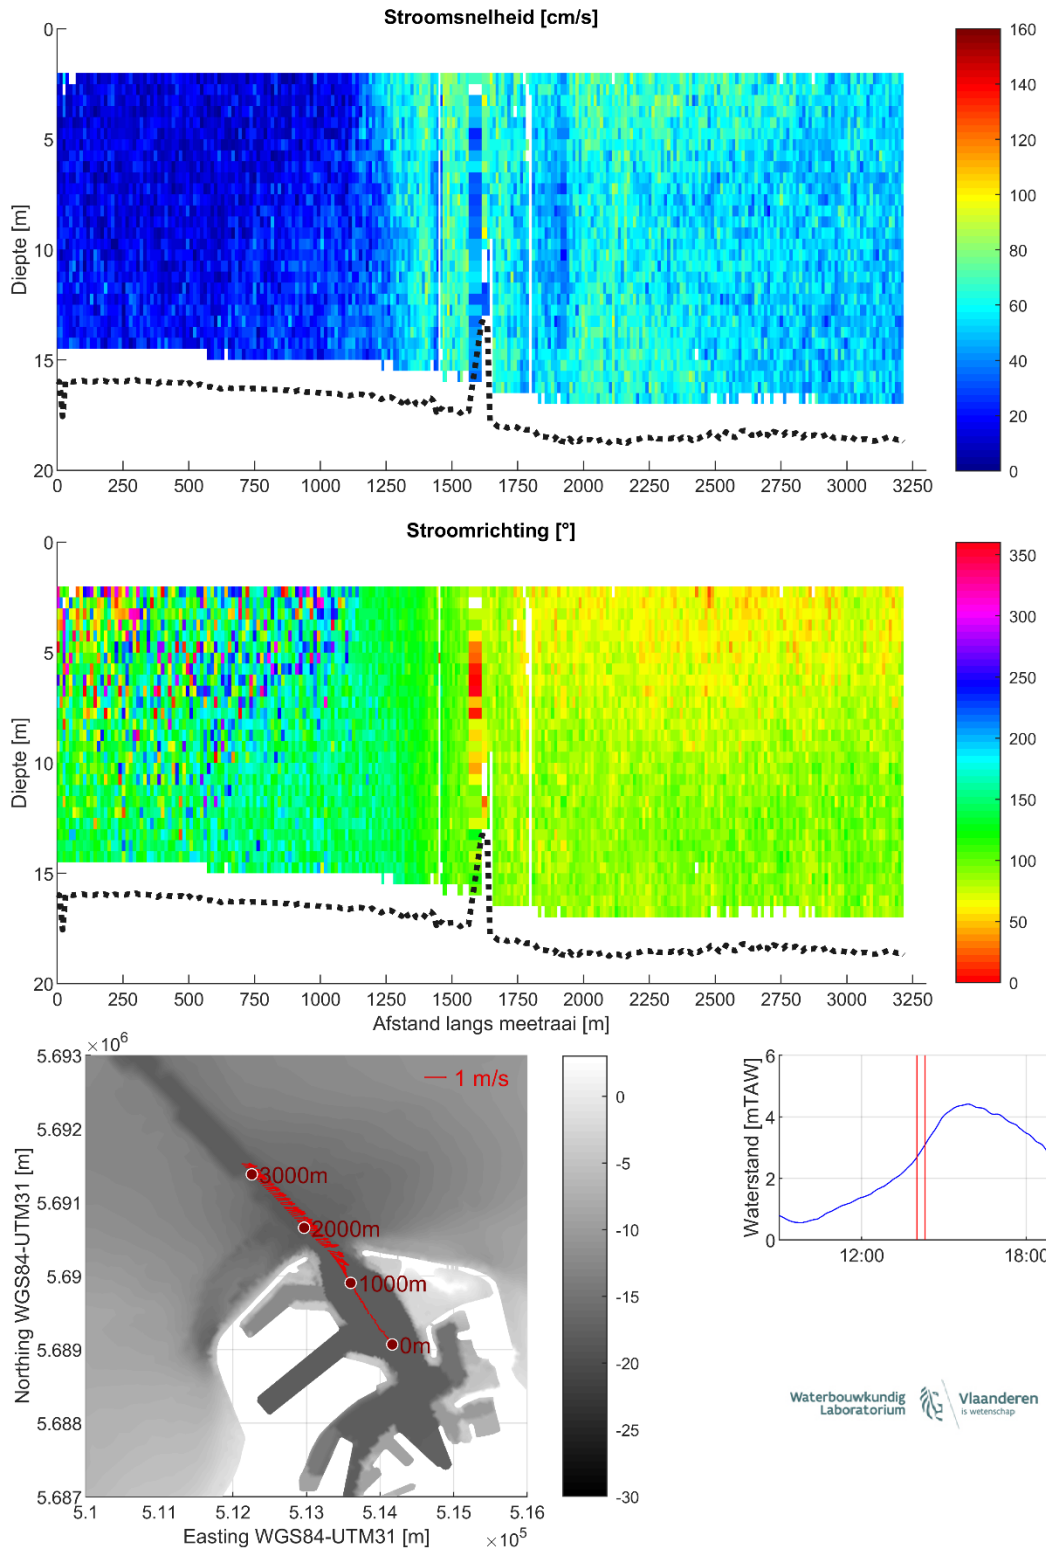 Stroomsnelheid [cm/s]
0
5
10
15
20
Diepte [m]
0 250 500 750 1000 1250 1500 1750 2000 2250 2500 2750 3000 3250
160
140
120
100
80
60
40
20
0
Stroomrichting [°]
0
5
10
15
20
Diepte [m]
0 250 500 750 1000 1250 1500 1750 2000 2250 2500 2750 3000 3250
Afstand langs meetraai [m]
350
300
250
200
150
100
50
0
×10⁶
5.693
5.692
5.691
5.69
5.689
5.688
5.687
Northing WGS84-UTM31 [m]
1 m/s
3000m
2000m
1000m
0m
5.1 5.12 5.13 5.14 5.15 5.16
Easting WGS84-UTM31 [m]
×10⁵
0
-5
-10
-15
-20
-25
-30
6
4
2
0
Waterstand [mTAW]
12:00 18:00
Waterbouwkundig
Laboratorium
Vlaanderen
is wetenschap